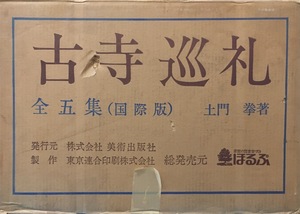 古寺巡礼
全五集(国際版) 土門 拳著
発行元 株式会社 美術出版社
製作 東京連合印刷株式会社 総発売元 ほるぷ